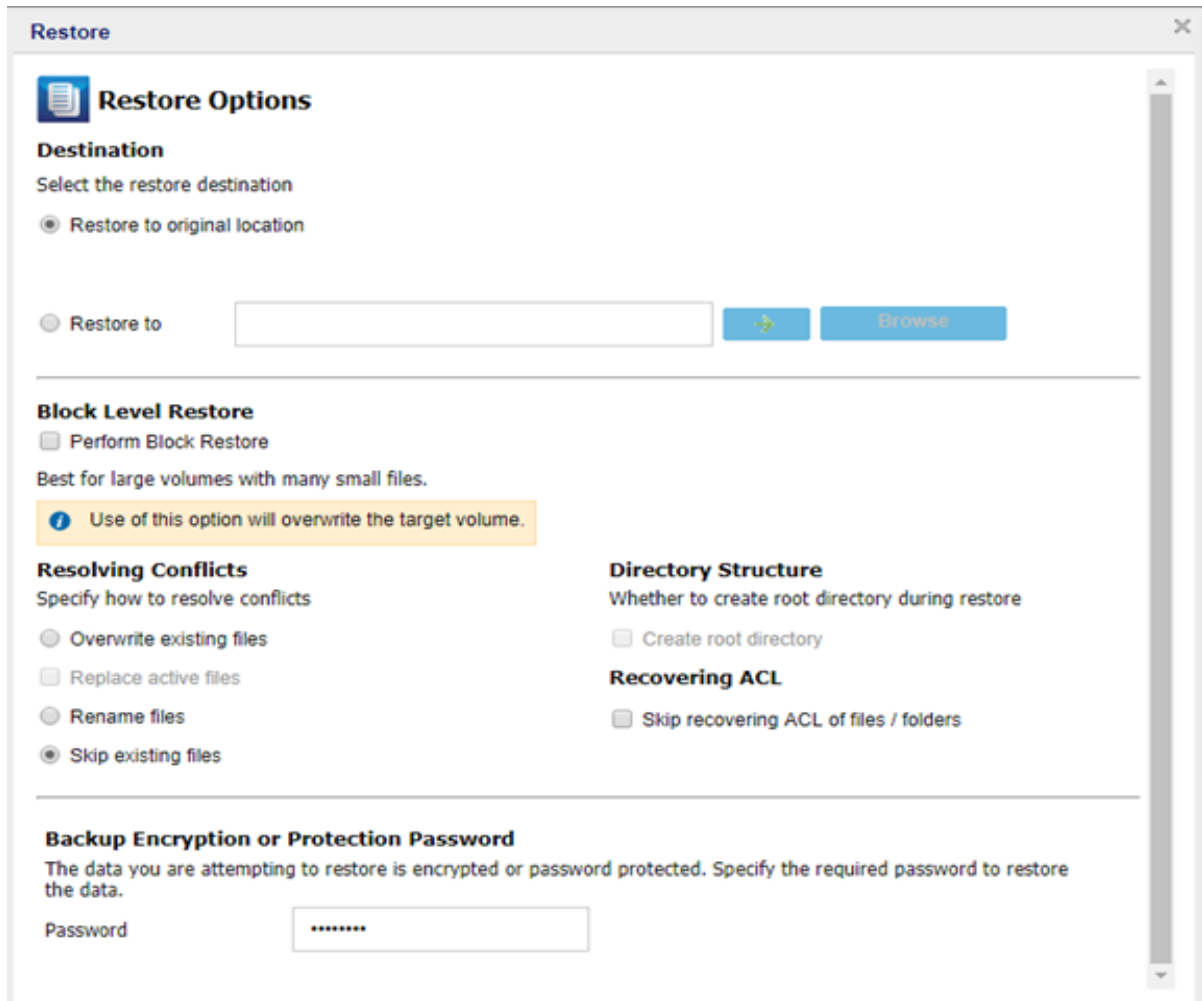 Restore
Restore Options
Destination
Select the restore destination
Restore to original location
Restore to
Browse
Block Level Restore
Perform Block Restore
Best for large volumes with many small files.
Use of this option will overwrite the target volume.
Resolving Conflicts
Specify how to resolve conflicts
Overwrite existing files
Replace active files
Rename files
Skip existing files
Directory Structure
Whether to create root directory during restore
Create root directory
Recovering ACL
Skip recovering ACL of files / folders
Backup Encryption or Protection Password
The data you are attempting to restore is encrypted or password protected. Specify the required password to restore
the data.
Password
••••••••